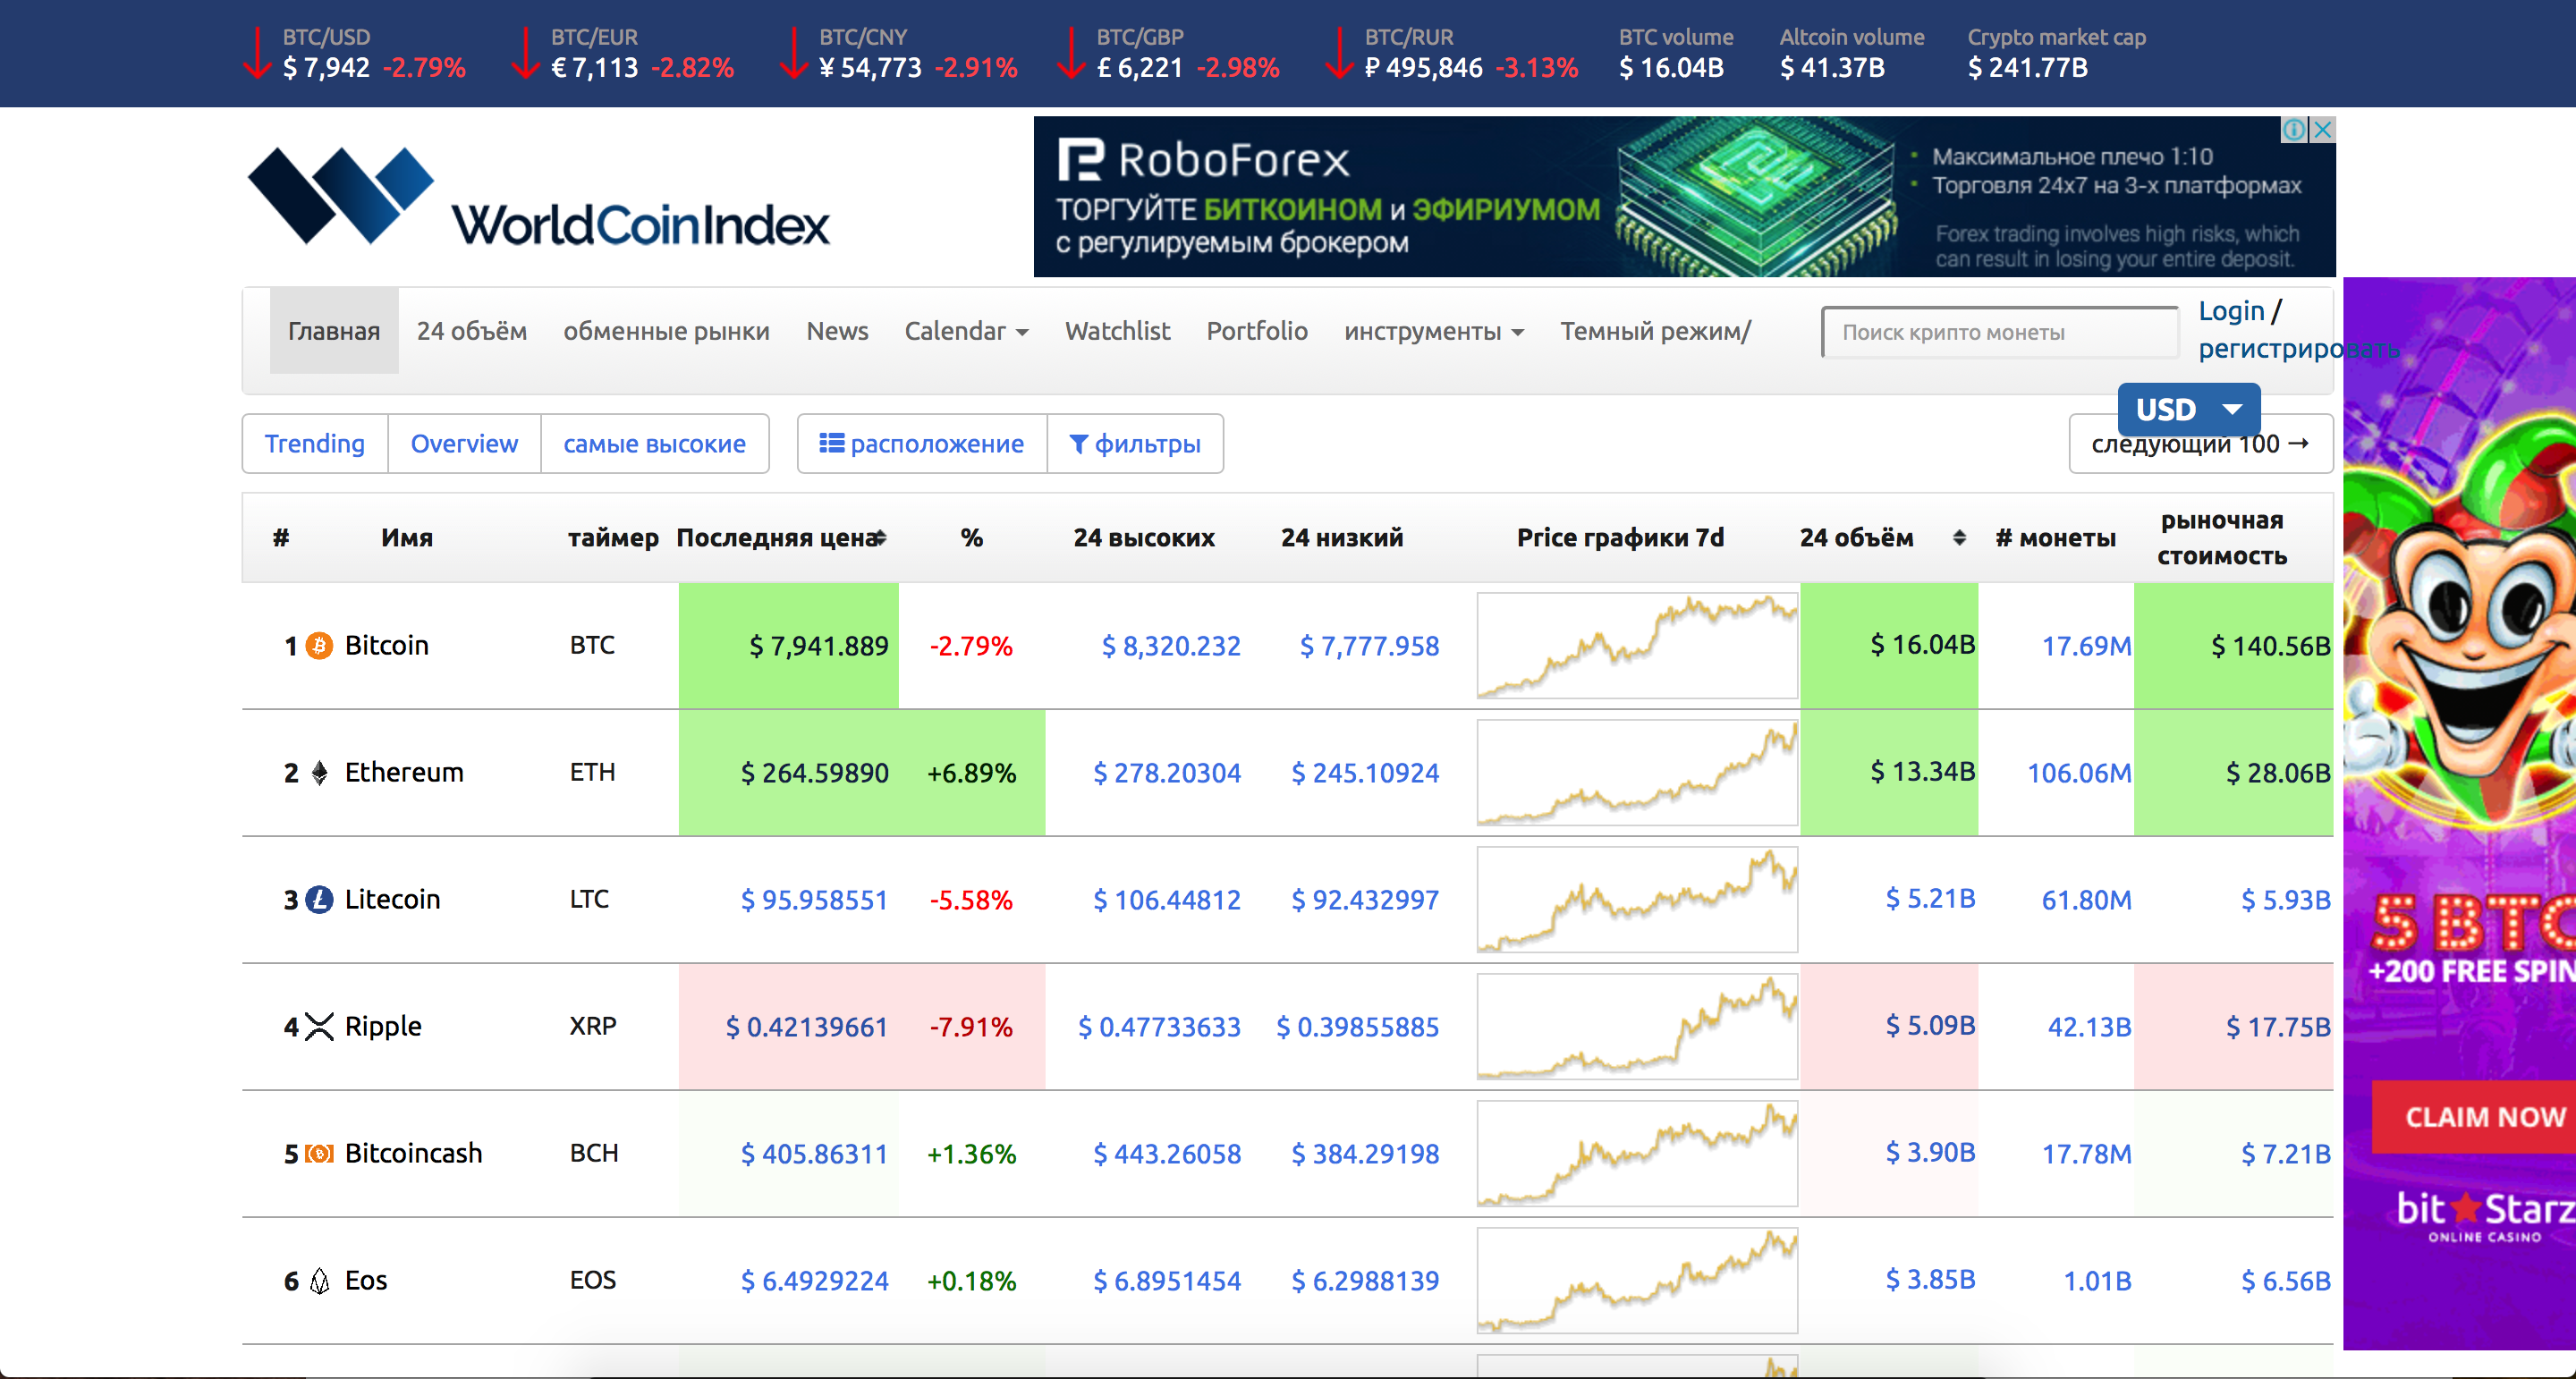 BTC/USD BTC/EUR BTC/CNY BTC/GBP BTC/RUR BTC volume Altcoin volume Crypto market cap
$ 7,942 -2.79% € 7,113 -2.82% ¥ 54,773 -2.91% £ 6,221 -2.98% ₽ 495,846 -3.13% $ 16.04B $ 41.37B $ 241.77B
WorldCoinIndex
RoboForex
ТОРГУЙТЕ БИТКОИНОМ и ЭФИРИУМОМ
с регулируемым брокером
• Максимальное плечо 1:10
• Торговля 24x7 на 3-х платформах
Forex trading involves high risks, which
can result in losing your entire deposit.
Главная 24 объём обменные рынки News Calendar Watchlist Portfolio инструменты Темный режим/ Поиск крипто монеты
Login /
регистрировать
USD
Trending Overview самые высокие расположение фильтры следующий 100 →
# Имя таймер Последняя цена % 24 высоких 24 низкий Price графики 7d 24 объём # монеты рыночная стоимость
1 Bitcoin BTC $ 7,941.889 -2.79% $ 8,320.232 $ 7,777.958 $ 16.04B 17.69M $ 140.56B
2 Ethereum ETH $ 264.59890 +6.89% $ 278.20304 $ 245.10924 $ 13.34B 106.06M $ 28.06B
3 Litecoin LTC $ 95.958551 -5.58% $ 106.44812 $ 92.432997 $ 5.21B 61.80M $ 5.93B
4 Ripple XRP $ 0.42139661 -7.91% $ 0.47733633 $ 0.39855885 $ 5.09B 42.13B $ 17.75B
5 Bitcoincash BCH $ 405.86311 +1.36% $ 443.26058 $ 384.29198 $ 3.90B 17.78M $ 7.21B
6 Eos EOS $ 6.4929224 +0.18% $ 6.8951454 $ 6.2988139 $ 3.85B 1.01B $ 6.56B
5 BTC
+200 FREE SPIN
CLAIM NOW
bit Starz
ONLINE CASINO